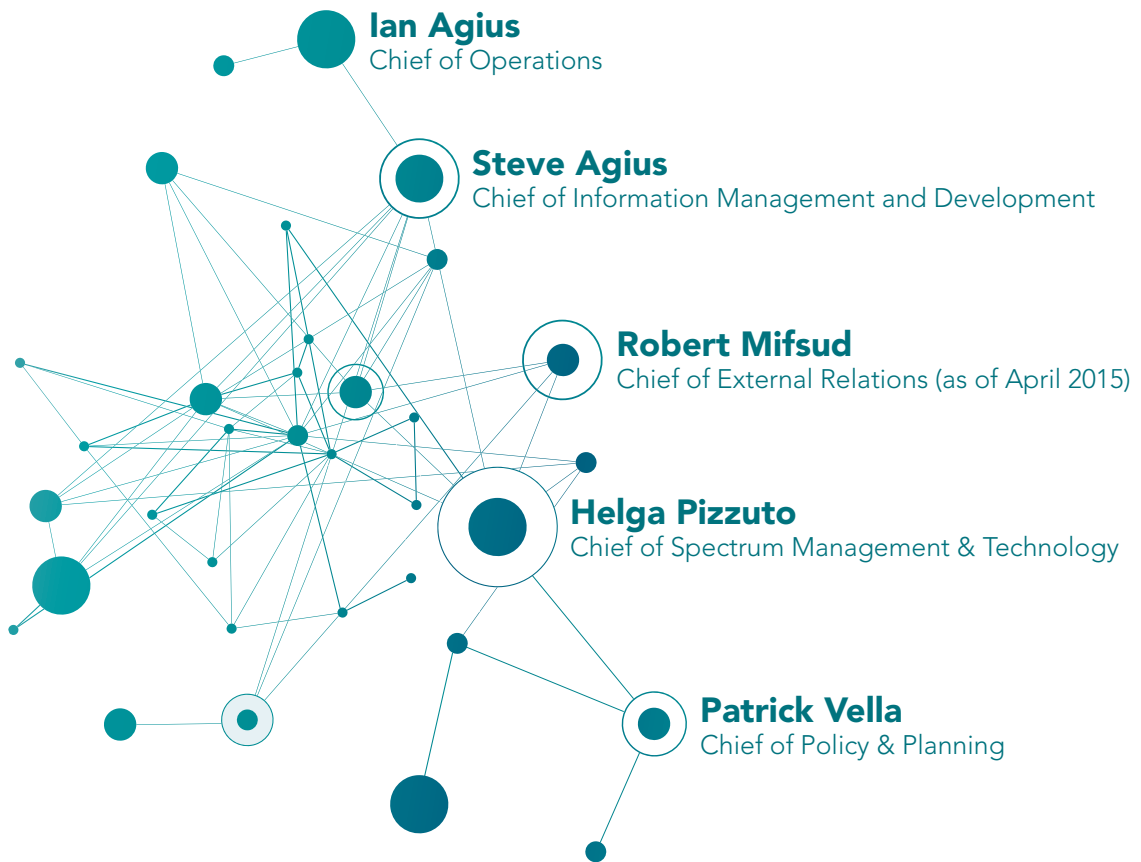 Ian Agius
Chief of Operations
Steve Agius
Chief of Information Management and Development
Robert Mifsud
Chief of External Relations (as of April 2015)
Helga Pizzuto
Chief of Spectrum Management & Technology
Patrick Vella
Chief of Policy & Planning